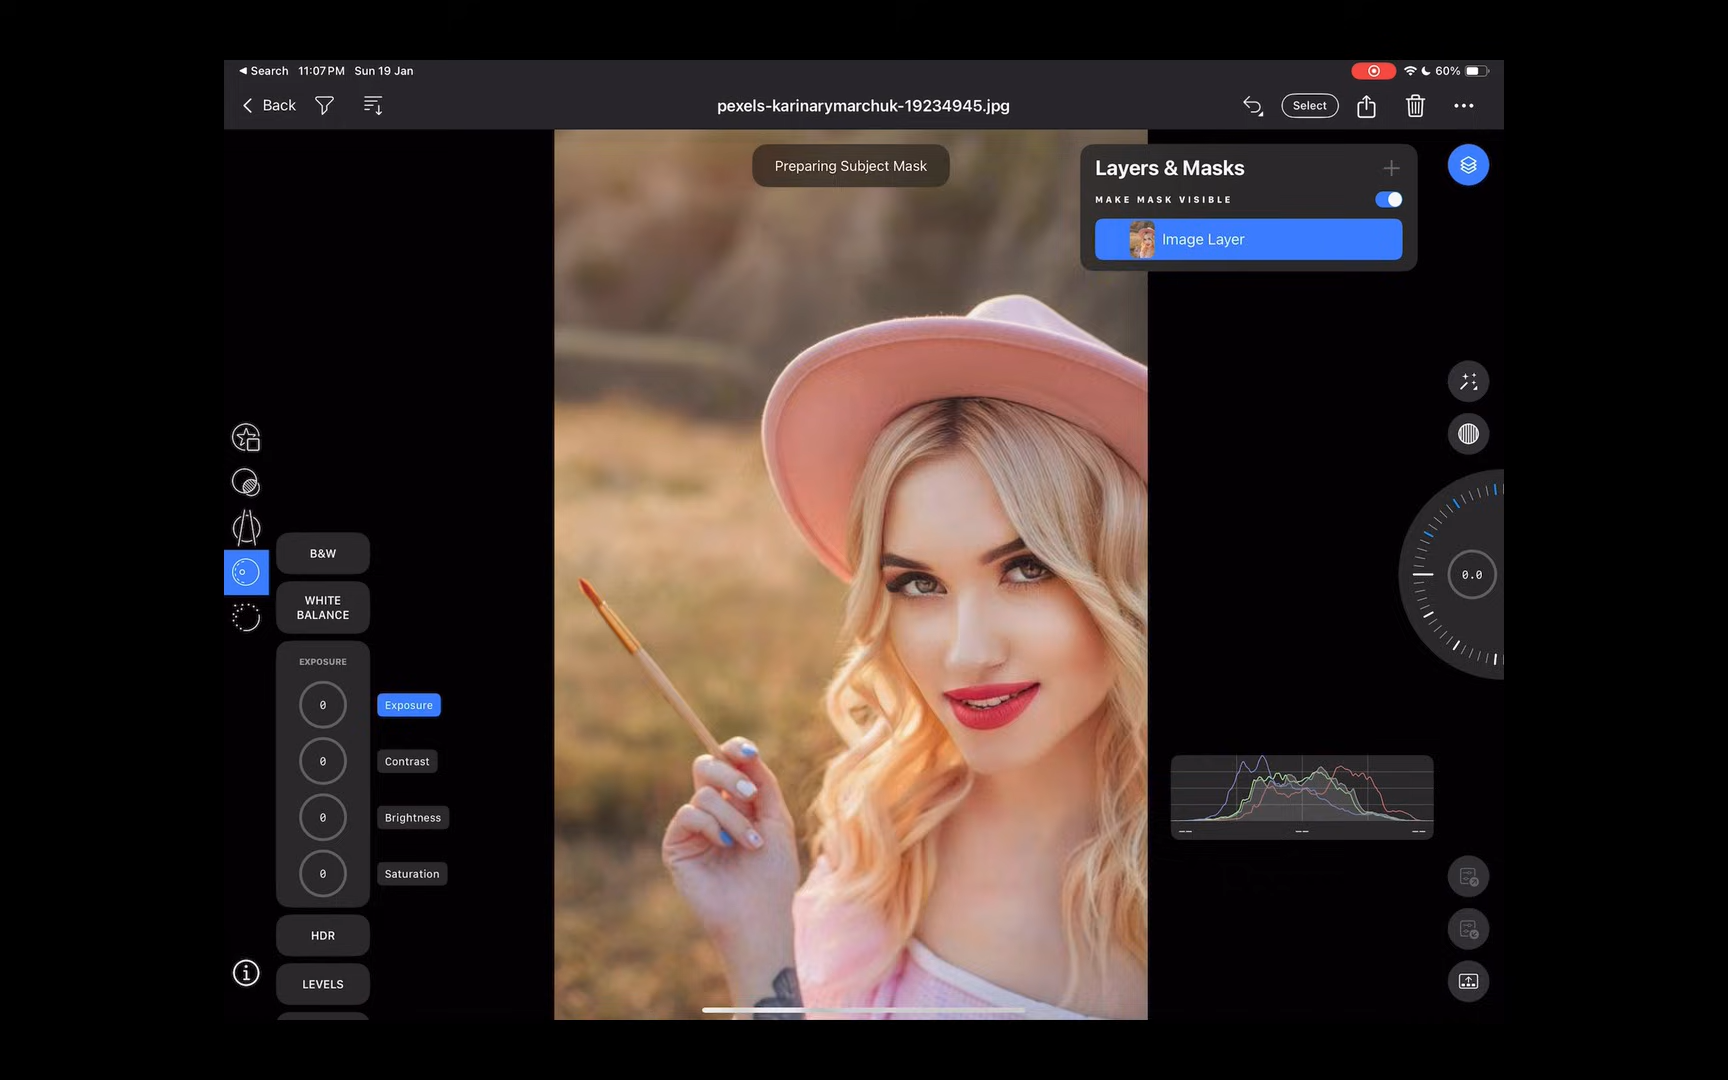 Search 11:07 PM Sun 19 Jan
60%
Back
pexels-karinarymarchuk-19234945.jpg
Select
Preparing Subject Mask
Layers & Masks
MAKE MASK VISIBLE
Image Layer
B&W
WHITE
BALANCE
EXPOSURE
0
Exposure
0
Contrast
0
Brightness
0
Saturation
HDR
LEVELS
0.0
-- -- --